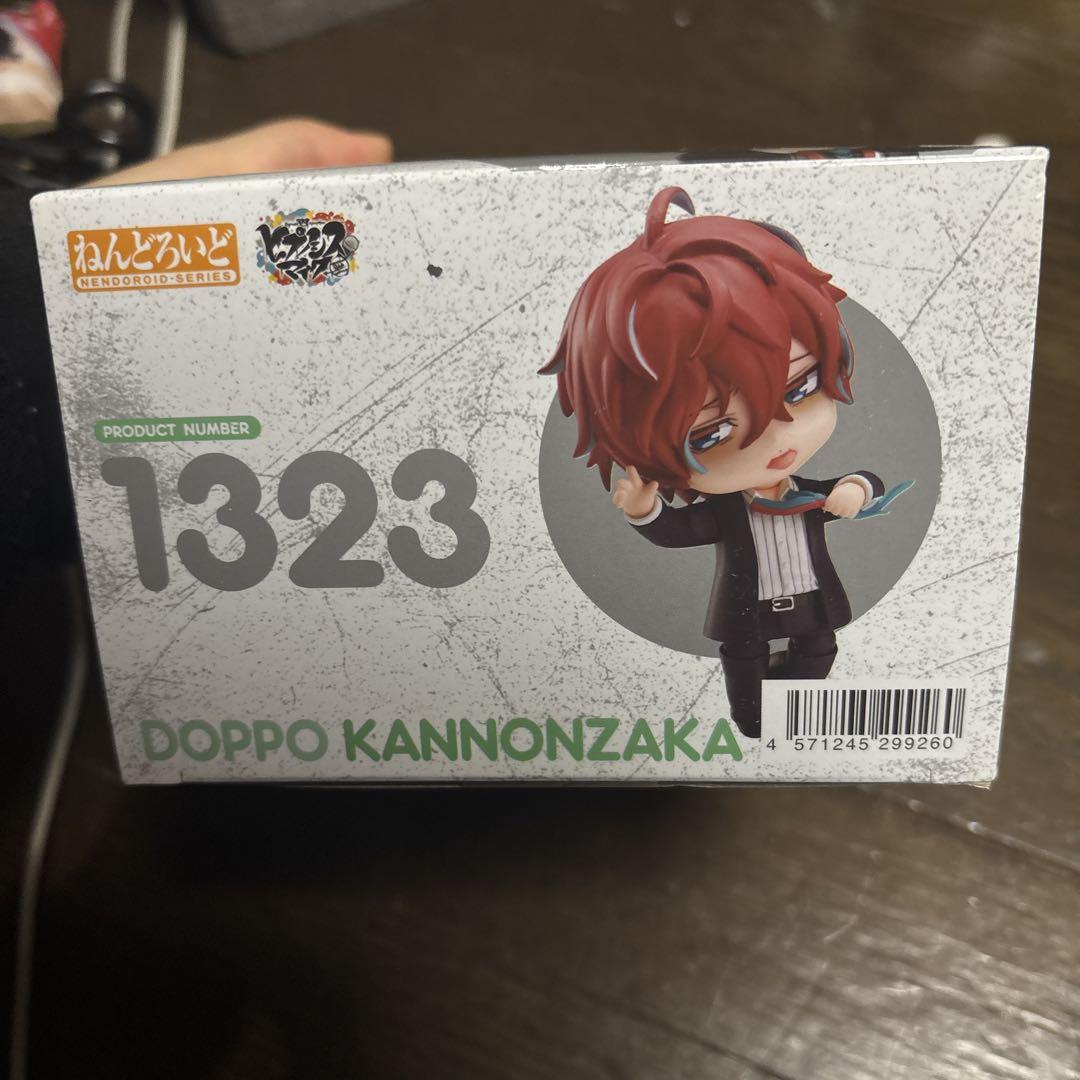 ねんどろいど
NENDOROID·SERIES
ヒプノシス
マイク
PRODUCT NUMBER
1323
DOPPO KANNONZAKA
4 571245 299260